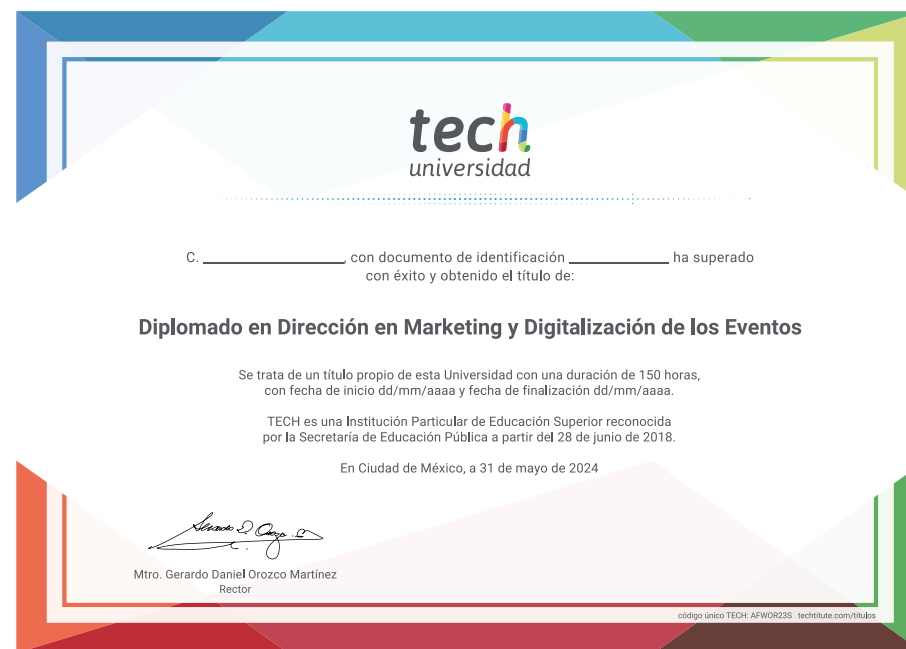 tech
universidad
C. ____________, con documento de identificación ____________ ha superado
con éxito y obtenido el título de:
Diplomado en Dirección en Marketing y Digitalización de los Eventos
Se trata de un título propio de esta Universidad con una duración de 150 horas,
con fecha de inicio dd/mm/aaaa y fecha de finalización dd/mm/aaaa.
TECH es una Institución Particular de Educación Superior reconocida
por la Secretaría de Educación Pública a partir del 28 de junio de 2018.
En Ciudad de México, a 31 de mayo de 2024
Mtro. Gerardo Daniel Orozco Martínez
Rector
código único TECH: AFWOR23S techtitute.com/titulos